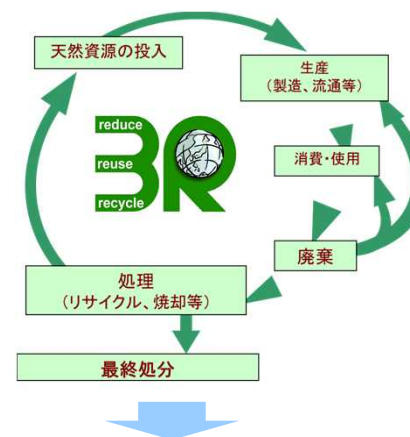 天然資源の投入
生産
（製造、流通等）
reduce
reuse
recycle
3R
消費・使用
廃棄
処理
（リサイクル、焼却等）
最終処分